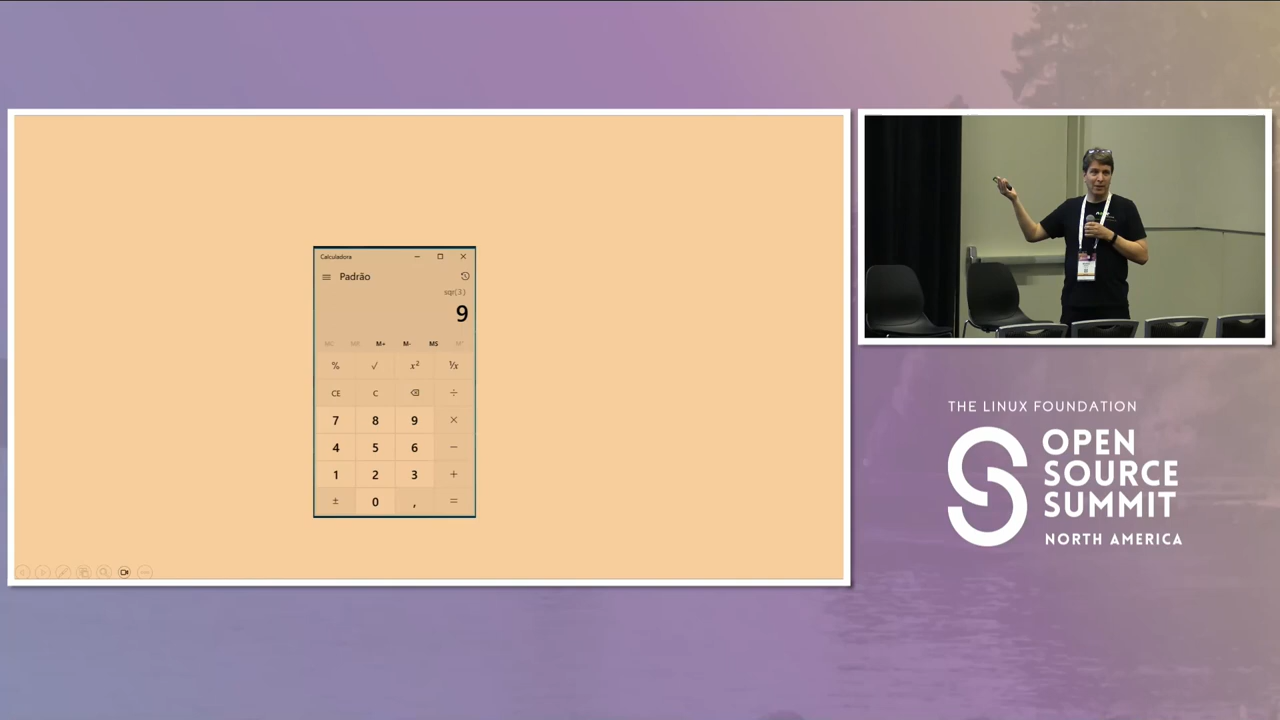 Calculadora
Padrão
sqr(3)
9
MC MR M+ M- MS M˅
% √ x² ¹/x
CE C ÷
7 8 9 ×
4 5 6 −
1 2 3 +
± 0 , =
THE LINUX FOUNDATION
OPEN
SOURCE
SUMMIT
NORTH AMERICA